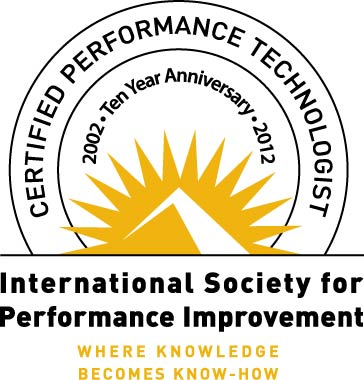 CERTIFIED PERFORMANCE TECHNOLOGIST
2002 • Ten Year Anniversary • 2012
International Society for
Performance Improvement
WHERE KNOWLEDGE
BECOMES KNOW-HOW